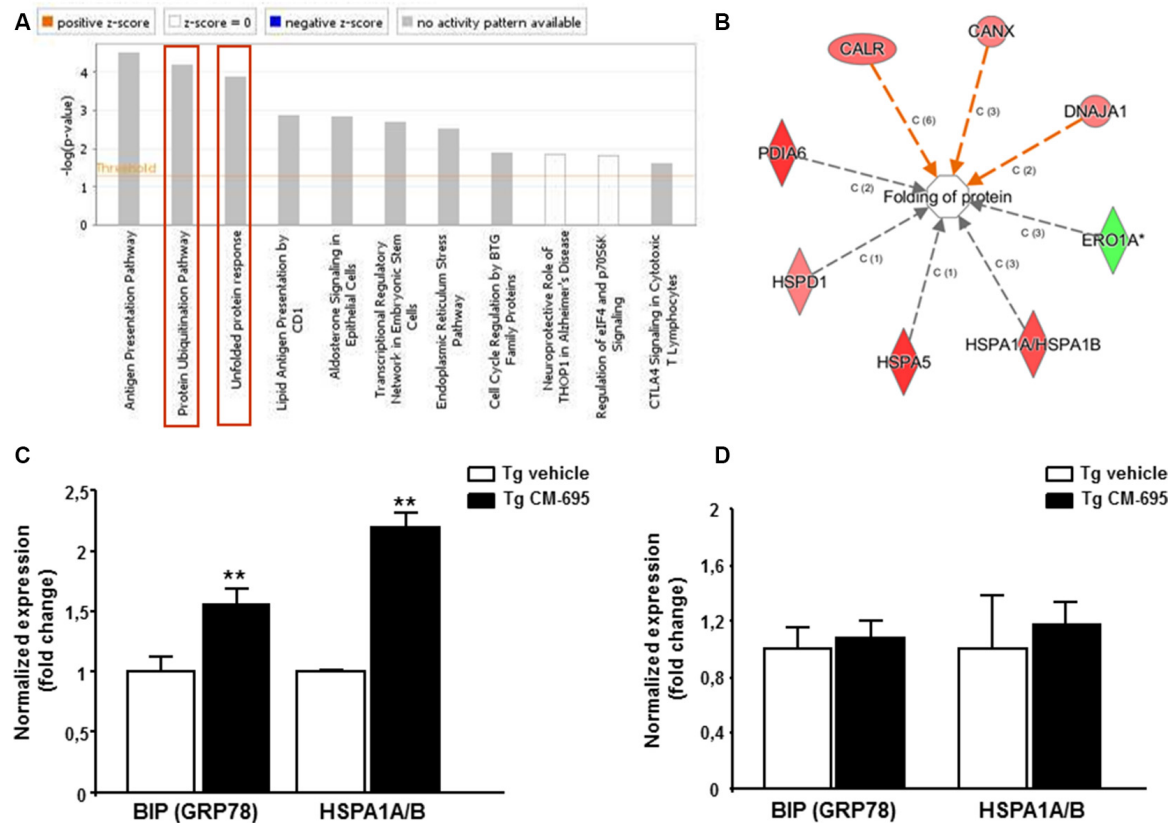 A
positive z-score
z-score = 0
negative z-score
no activity pattern available
-log(p-value)
4
3
2
1
0
Threshold
Antigen Presentation Pathway
Protein Ubiquitination Pathway
Unfolded protein response
Lipid Antigen Presentation by
CD1
Aldosterone Signaling in
Epithelial Cells
Transcriptional Regulatory
Network in Embryonic Stem
Cells
Endoplasmic Reticulum Stress
Pathway
Cell Cycle Regulation by BTG
Family Proteins
Neuroprotective Role of
THOP1 in Alzheimer's Disease
Regulation of eIF4 and p70S6K
Signaling
CTLA4 Signaling in Cytotoxic
T Lymphocytes
B
CALR
CANX
DNAJA1
PDIA6
C (6)
C (3)
C (2)
C (2)
Folding of protein
ERO1A*
C (3)
HSPD1
C (1)
C (1)
C (3)
HSPA5
HSPA1A/HSPA1B
C
Tg vehicle
Tg CM-695
Normalized expression
(fold change)
2,5
2
1,5
1
0,5
0
**
**
BIP (GRP78)
HSPA1A/B
D
Tg vehicle
Tg CM-695
Normalized expression
(fold change)
2
1,6
1,2
0,8
0,4
0
BIP (GRP78)
HSPA1A/B